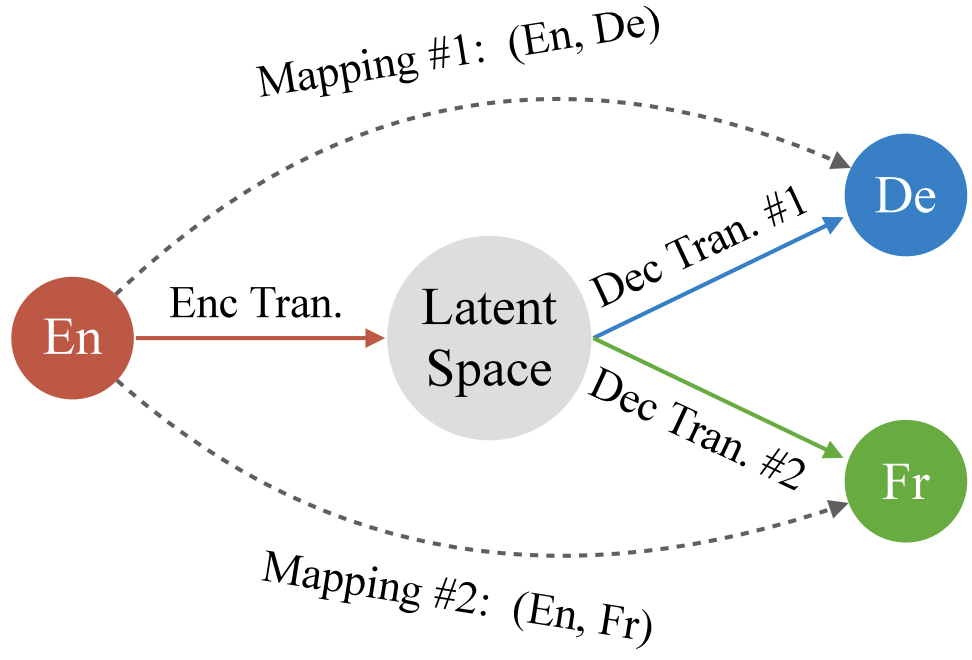 Mapping #1: (En, De)
De
Dec Tran. #1
Enc Tran.
Latent
Space
En
Dec Tran. #2
Fr
Mapping #2: (En, Fr)